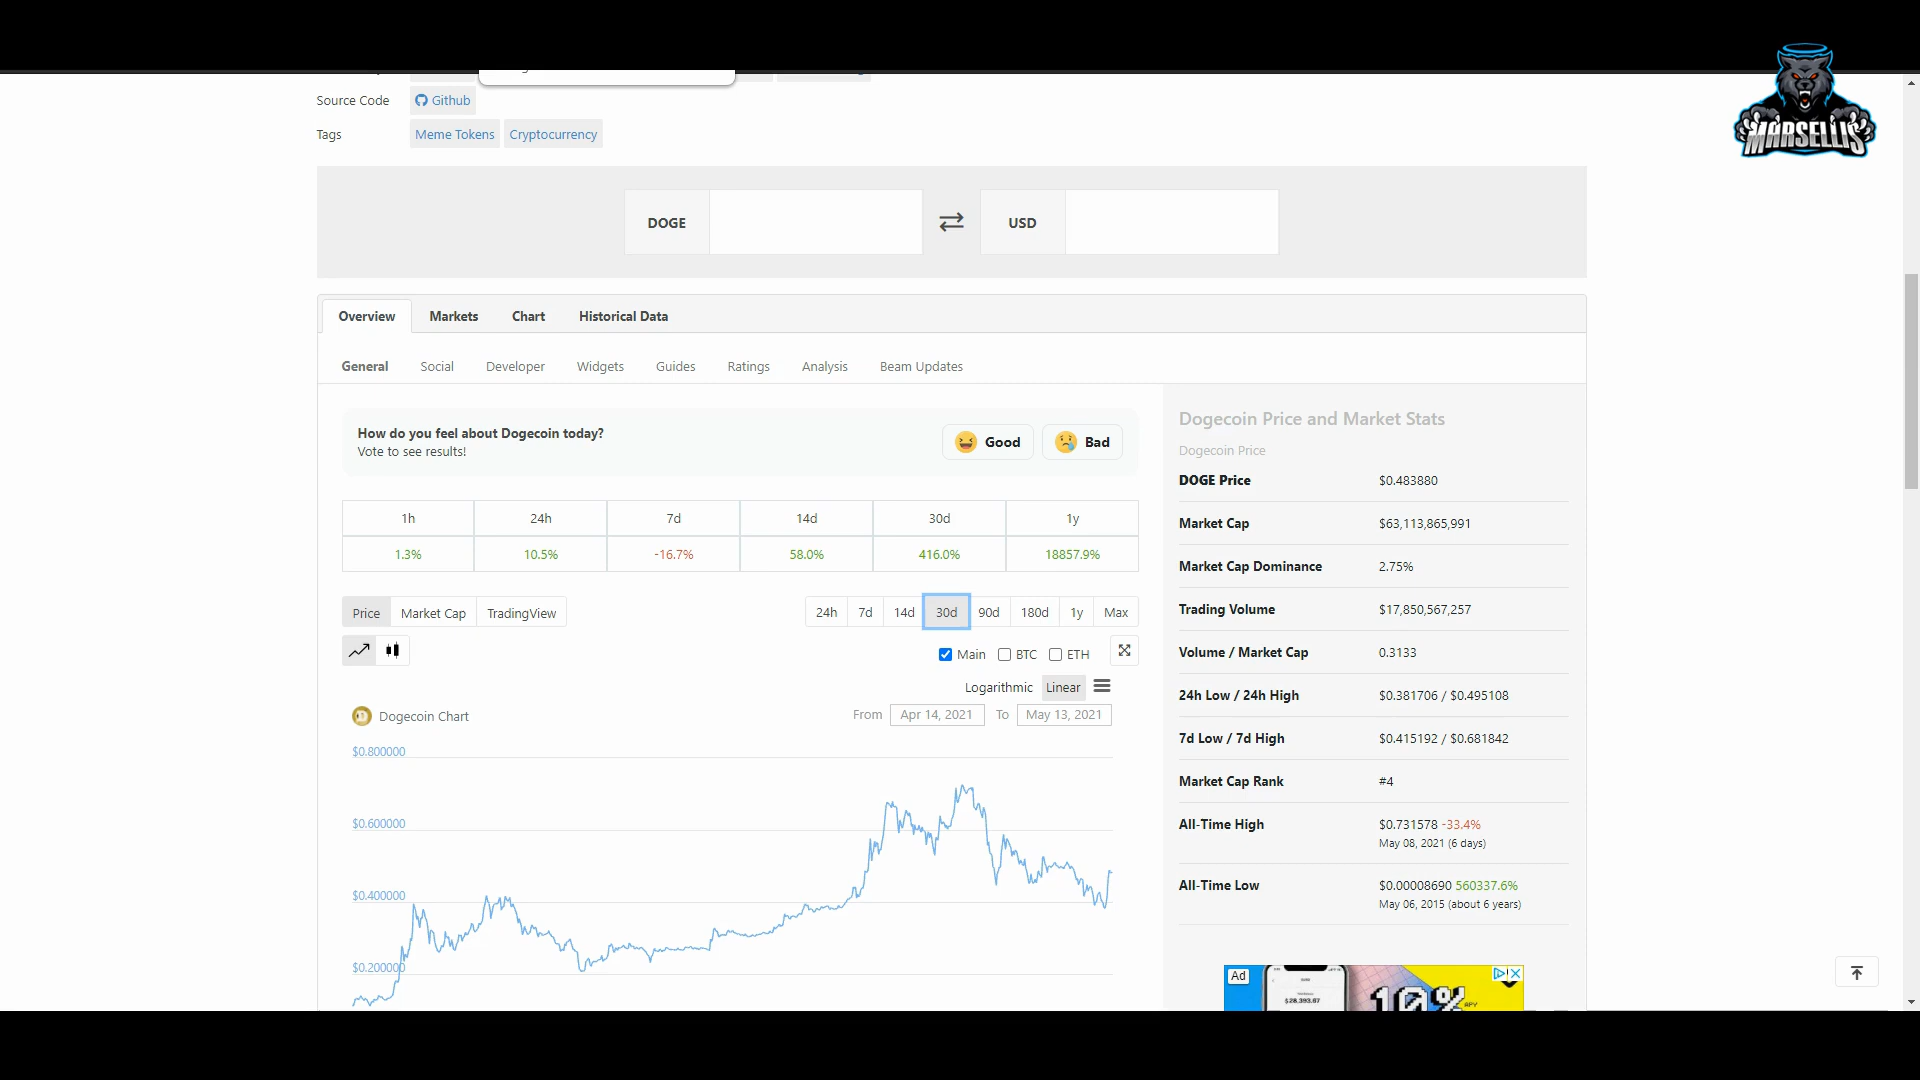 MARSELLIS
Source Code Github
Tags Meme Tokens Cryptocurrency
DOGE USD
Overview Markets Chart Historical Data
General Social Developer Widgets Guides Ratings Analysis Beam Updates
How do you feel about Dogecoin today?
Vote to see results!
Good Bad
1h 24h 7d 14d 30d 1y
1.3% 10.5% -16.7% 58.0% 416.0% 18857.9%
Price Market Cap TradingView
24h 7d 14d 30d 90d 180d 1y Max
Main BTC ETH
Logarithmic Linear
Dogecoin Chart
From Apr 14, 2021 To May 13, 2021
$0.800000
$0.600000
$0.400000
$0.200000
Dogecoin Price and Market Stats
Dogecoin Price
DOGE Price $0.483880
Market Cap $63,113,865,991
Market Cap Dominance 2.75%
Trading Volume $17,850,567,257
Volume / Market Cap 0.3133
24h Low / 24h High $0.381706 / $0.495108
7d Low / 7d High $0.415192 / $0.681842
Market Cap Rank #4
All-Time High $0.731578 -33.4%
May 08, 2021 (6 days)
All-Time Low $0.00008690 560337.6%
May 06, 2015 (about 6 years)
Ad
$28,393.67
10% APY